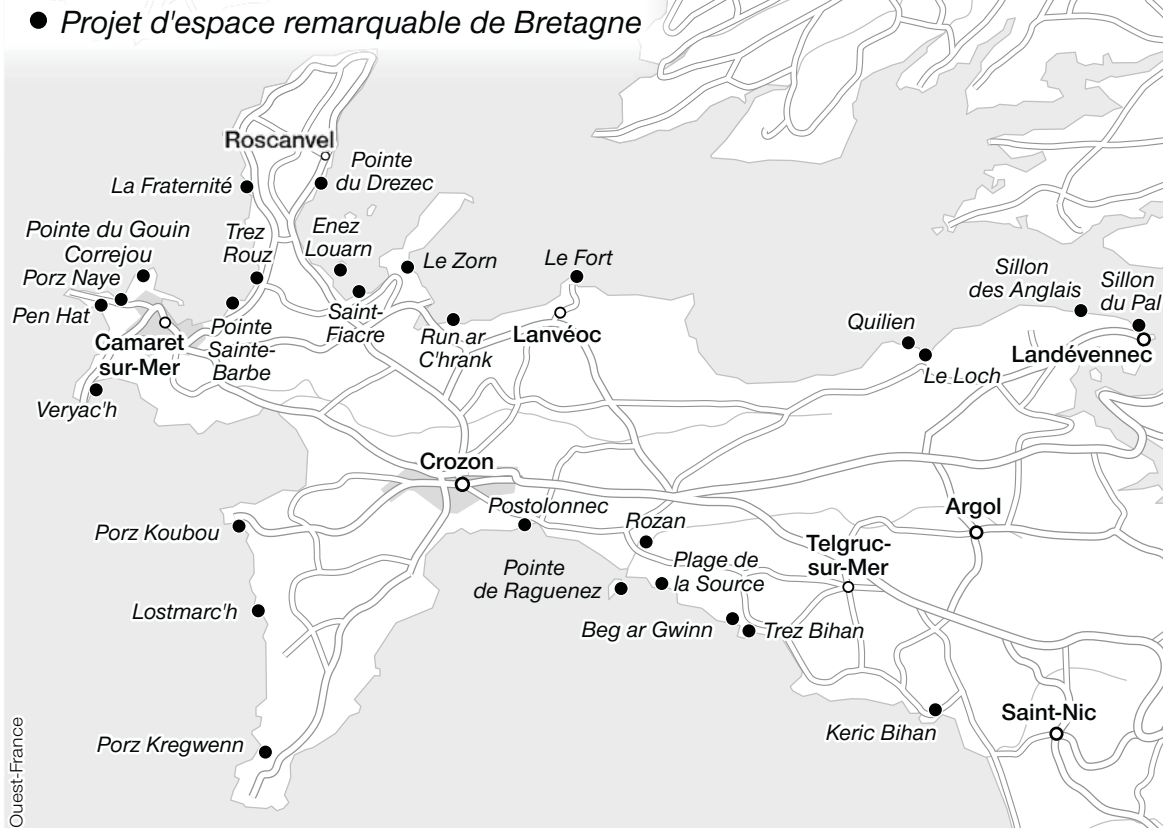 Projet d'espace remarquable de Bretagne
Roscanvel
Pointe
du Drezec
La Fraternité
Pointe du Gouin
Correjou
Porz Naye
Pen Hat
Trez
Rouz
Enez
Louarn
Le Zorn
Le Fort
Camaret
sur-Mer
Pointe
Sainte-
Barbe
Saint-
Fiacre
Run ar
C'hrank
Lanvéoc
Sillon
des Anglais
Sillon
du Pal
Quilien
Le Loch
Landévennec
Veryac'h
Crozon
Postolonnec
Porz Koubou
Rozan
Argol
Telgruc-
sur-Mer
Pointe
de Raguenez
Plage de
la Source
Lostmarc'h
Beg ar Gwinn
Trez Bihan
Porz Kregwenn
Keric Bihan
Saint-Nic
Ouest-France